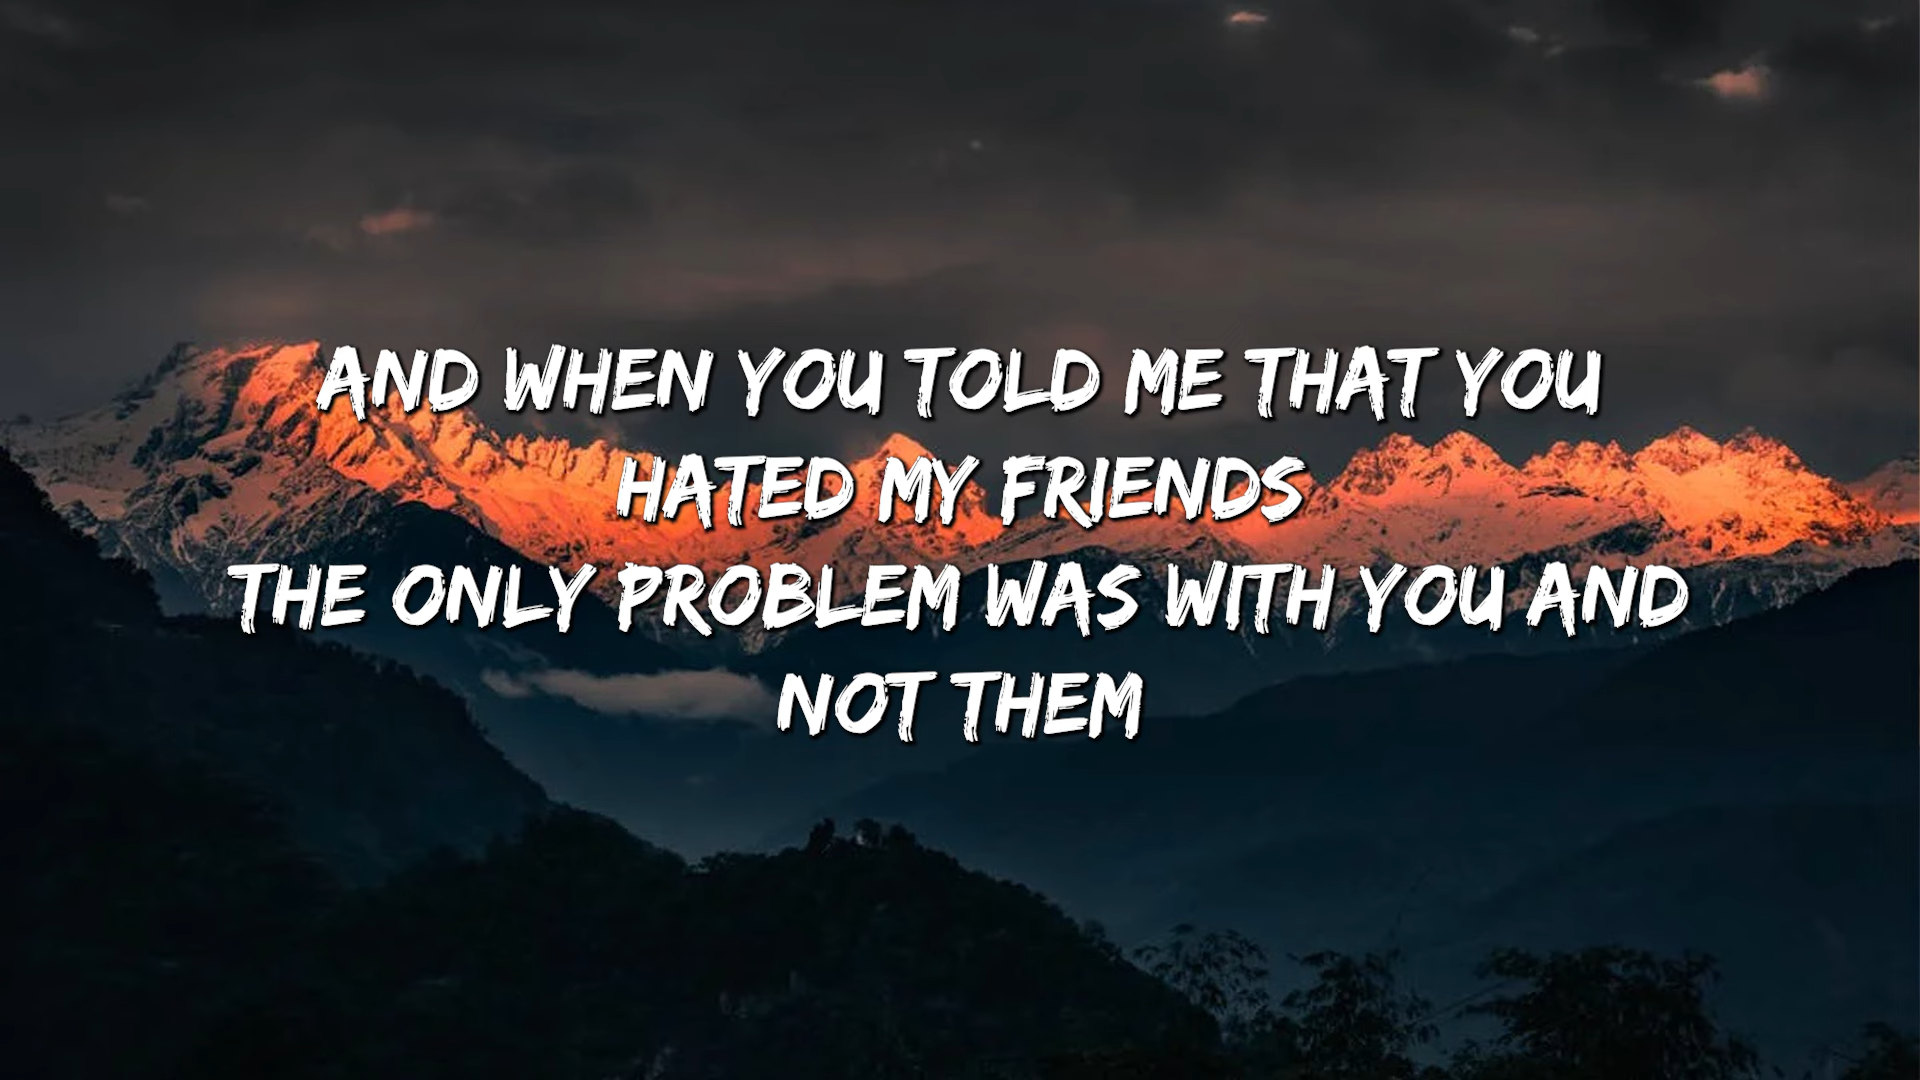 AND WHEN YOU TOLD ME THAT YOU
HATED MY FRIENDS
THE ONLY PROBLEM WAS WITH YOU AND
NOT THEM